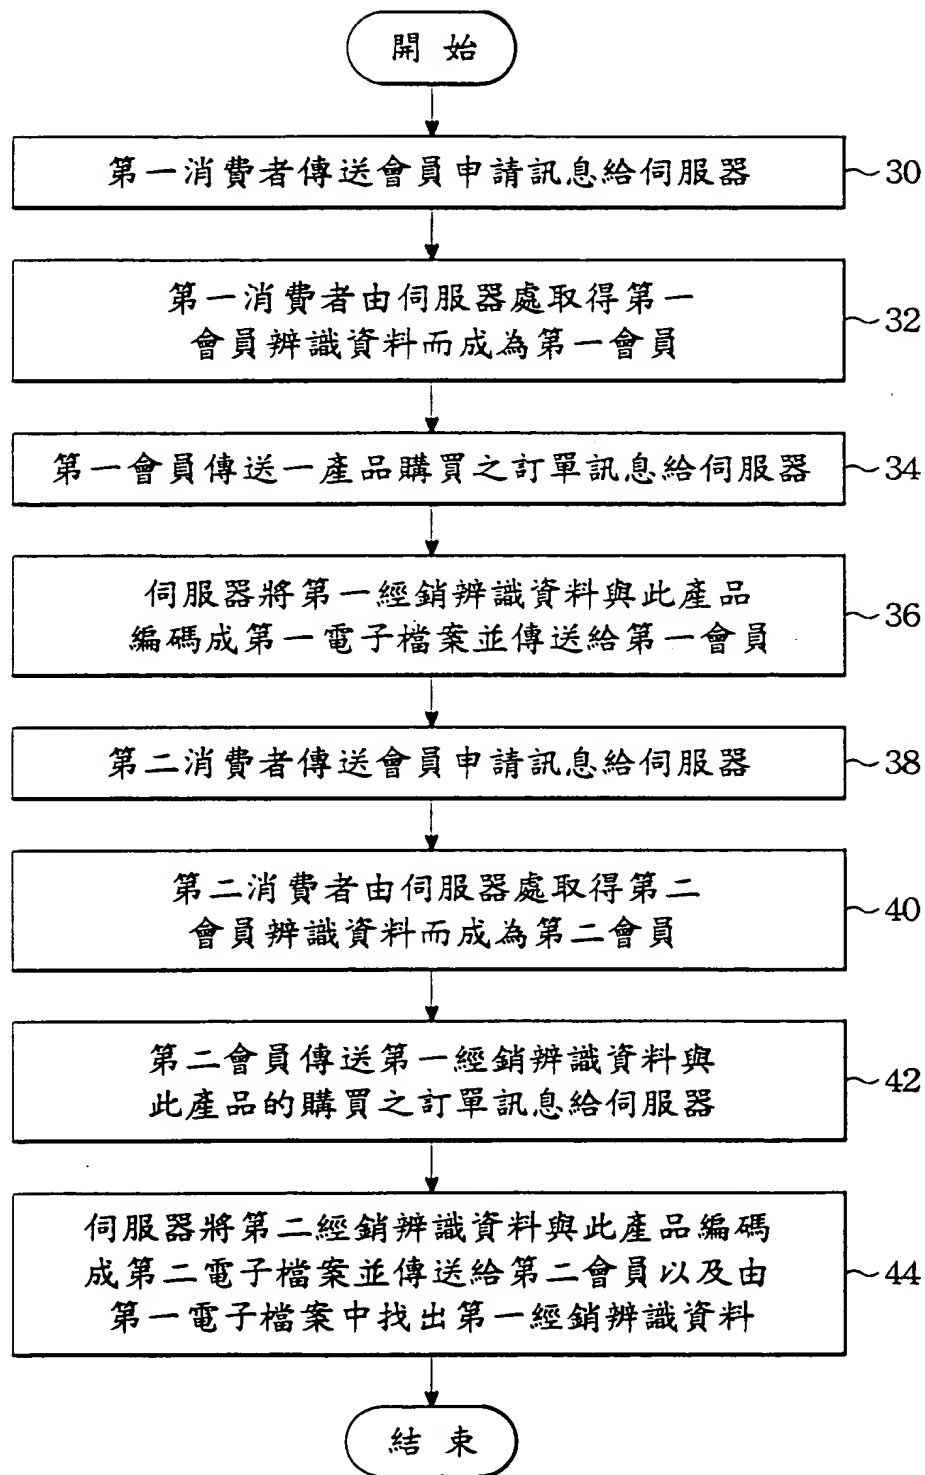 開始
第一消費者傳送會員申請訊息給伺服器
30
第一消費者由伺服器處取得第一
會員辨識資料而成為第一會員
32
第一會員傳送一產品購買之訂單訊息給伺服器
34
伺服器將第一經銷辨識資料與此產品
編碼成第一電子檔案並傳送給第一會員
36
第二消費者傳送會員申請訊息給伺服器
38
第二消費者由伺服器處取得第二
會員辨識資料而成為第二會員
40
第二會員傳送第一經銷辨識資料與
此產品的購買之訂單訊息給伺服器
42
伺服器將第二經銷辨識資料與此產品編碼
成第二電子檔案並傳送給第二會員以及由
第一電子檔案中找出第一經銷辨識資料
44
結束